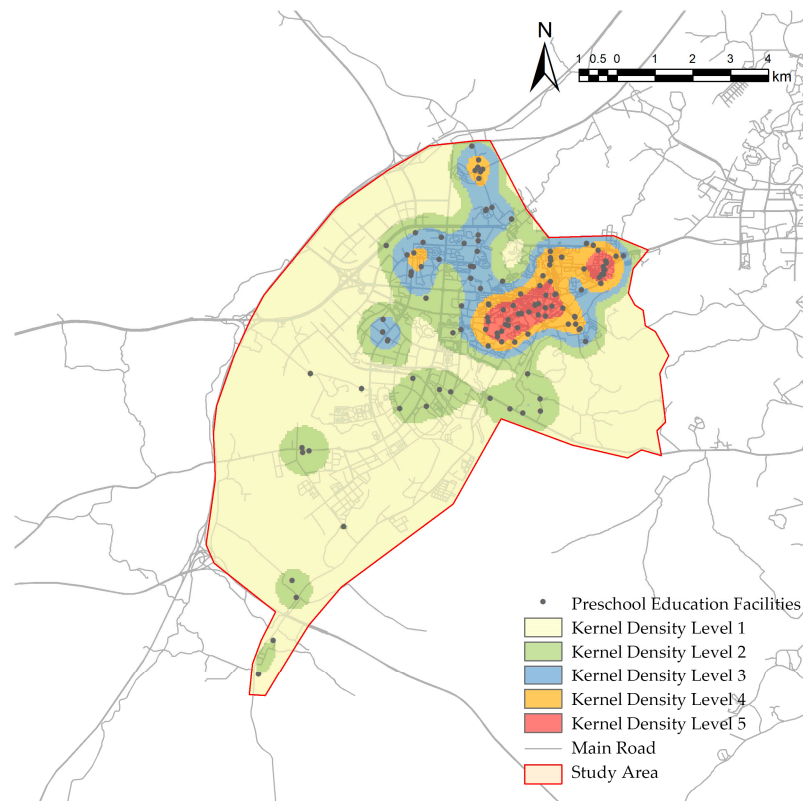 N
1 0.5 0 1 2 3 4
km
Preschool Education Facilities
Kernel Density Level 1
Kernel Density Level 2
Kernel Density Level 3
Kernel Density Level 4
Kernel Density Level 5
Main Road
Study Area